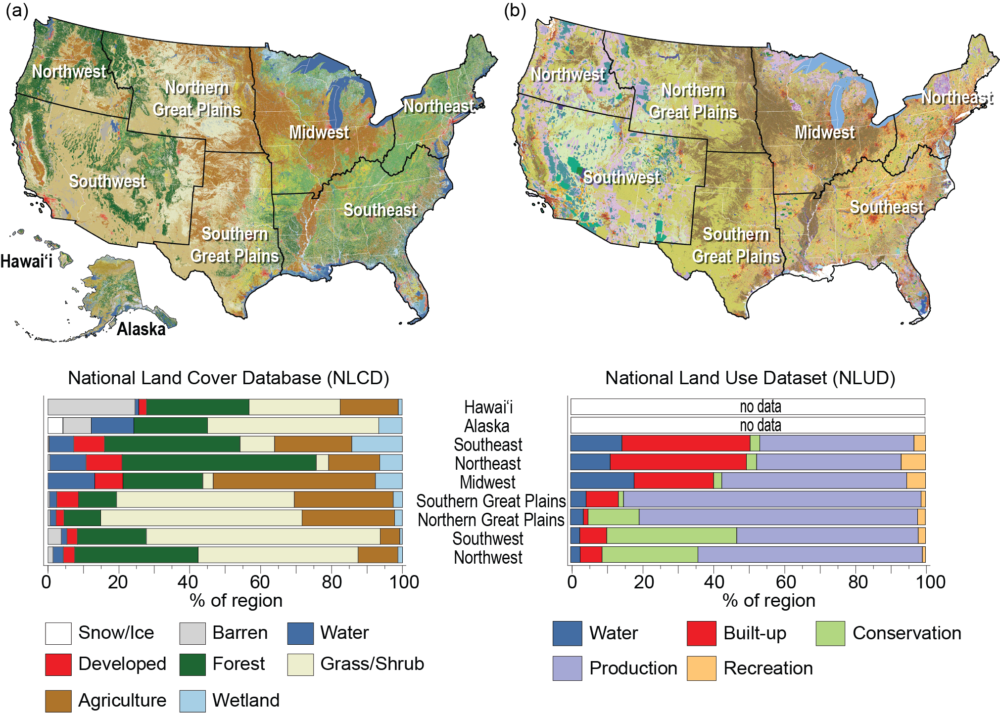 (a)
Northwest
Northern
Great Plains
Northeast
Midwest
Southwest
Southeast
Southern
Great Plains
Hawai‘i
Alaska
(b)
Northwest
Northern
Great Plains
Northeast
Midwest
Southwest
Southeast
Southern
Great Plains
National Land Cover Database (NLCD)
National Land Use Dataset (NLUD)
Hawai‘i
no data
Alaska
no data
Southeast
Northeast
Midwest
Southern Great Plains
Northern Great Plains
Southwest
Northwest
0 20 40 60 80 100
% of region
0 20 40 60 80 100
% of region
Snow/Ice Barren Water
Developed Forest Grass/Shrub
Agriculture Wetland
Water Built-up Conservation
Production Recreation